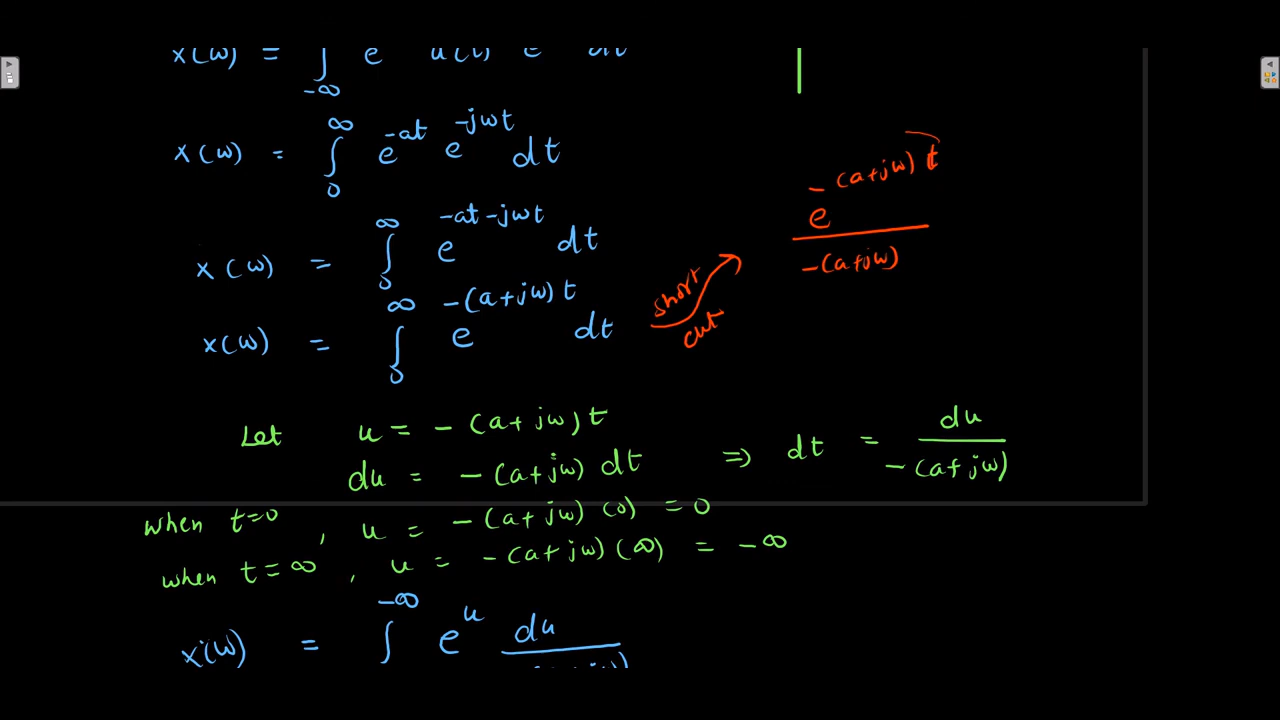 x(ω) = ∫_{-∞} e u(t) e dt
x(ω) = ∫_0^∞ e^{-at} e^{-jωt} dt
x(ω) = ∫_0^∞ e^{-at-jωt} dt
x(ω) = ∫_0^∞ e^{-(a+jω)t} dt
short cut
e^{-(a+jω)t}
-(a+jω)
Let u = -(a+jω)t
du = -(a+jω) dt ⇒ dt = du / -(a+jω)
when t=0 , u = -(a+jω) (0) = 0
when t=∞ , u = -(a+jω) (∞) = -∞
x(ω) = ∫^{-∞} e^u du